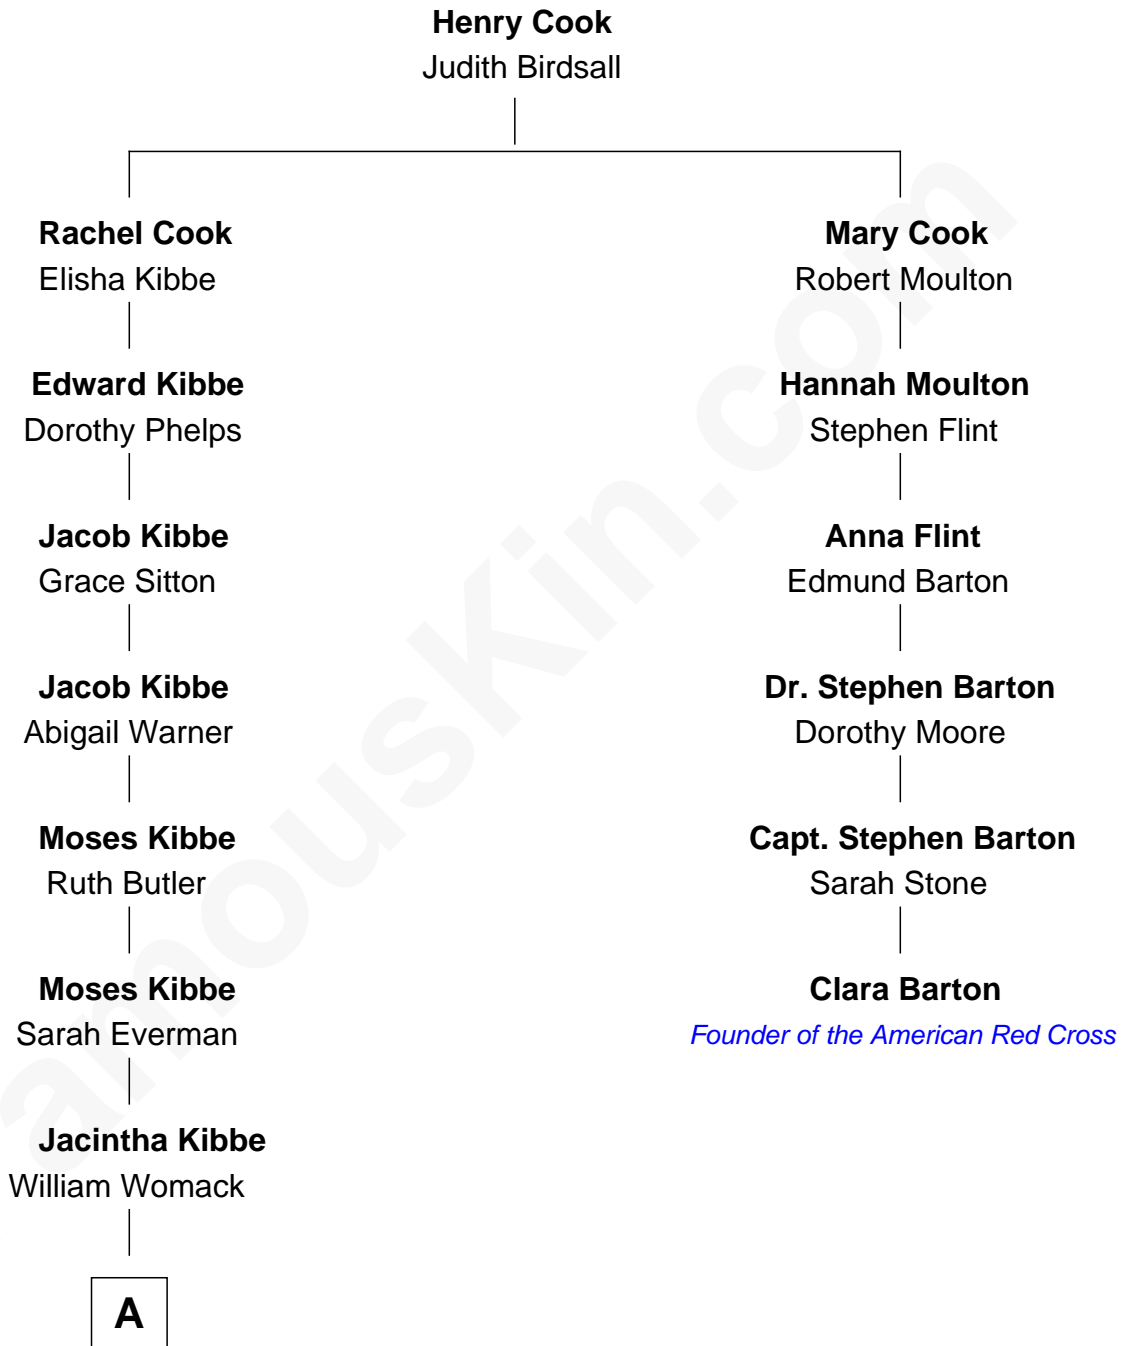 Henry Cook
Judith Birdsall
Rachel Cook
Elisha Kibbe
Mary Cook
Robert Moulton
Edward Kibbe
Dorothy Phelps
Hannah Moulton
Stephen Flint
Jacob Kibbe
Grace Sitton
Anna Flint
Edmund Barton
Jacob Kibbe
Abigail Warner
Dr. Stephen Barton
Dorothy Moore
Moses Kibbe
Ruth Butler
Capt. Stephen Barton
Sarah Stone
Moses Kibbe
Sarah Everman
Clara Barton
Founder of the American Red Cross
Jacintha Kibbe
William Womack
A
amouskin.com